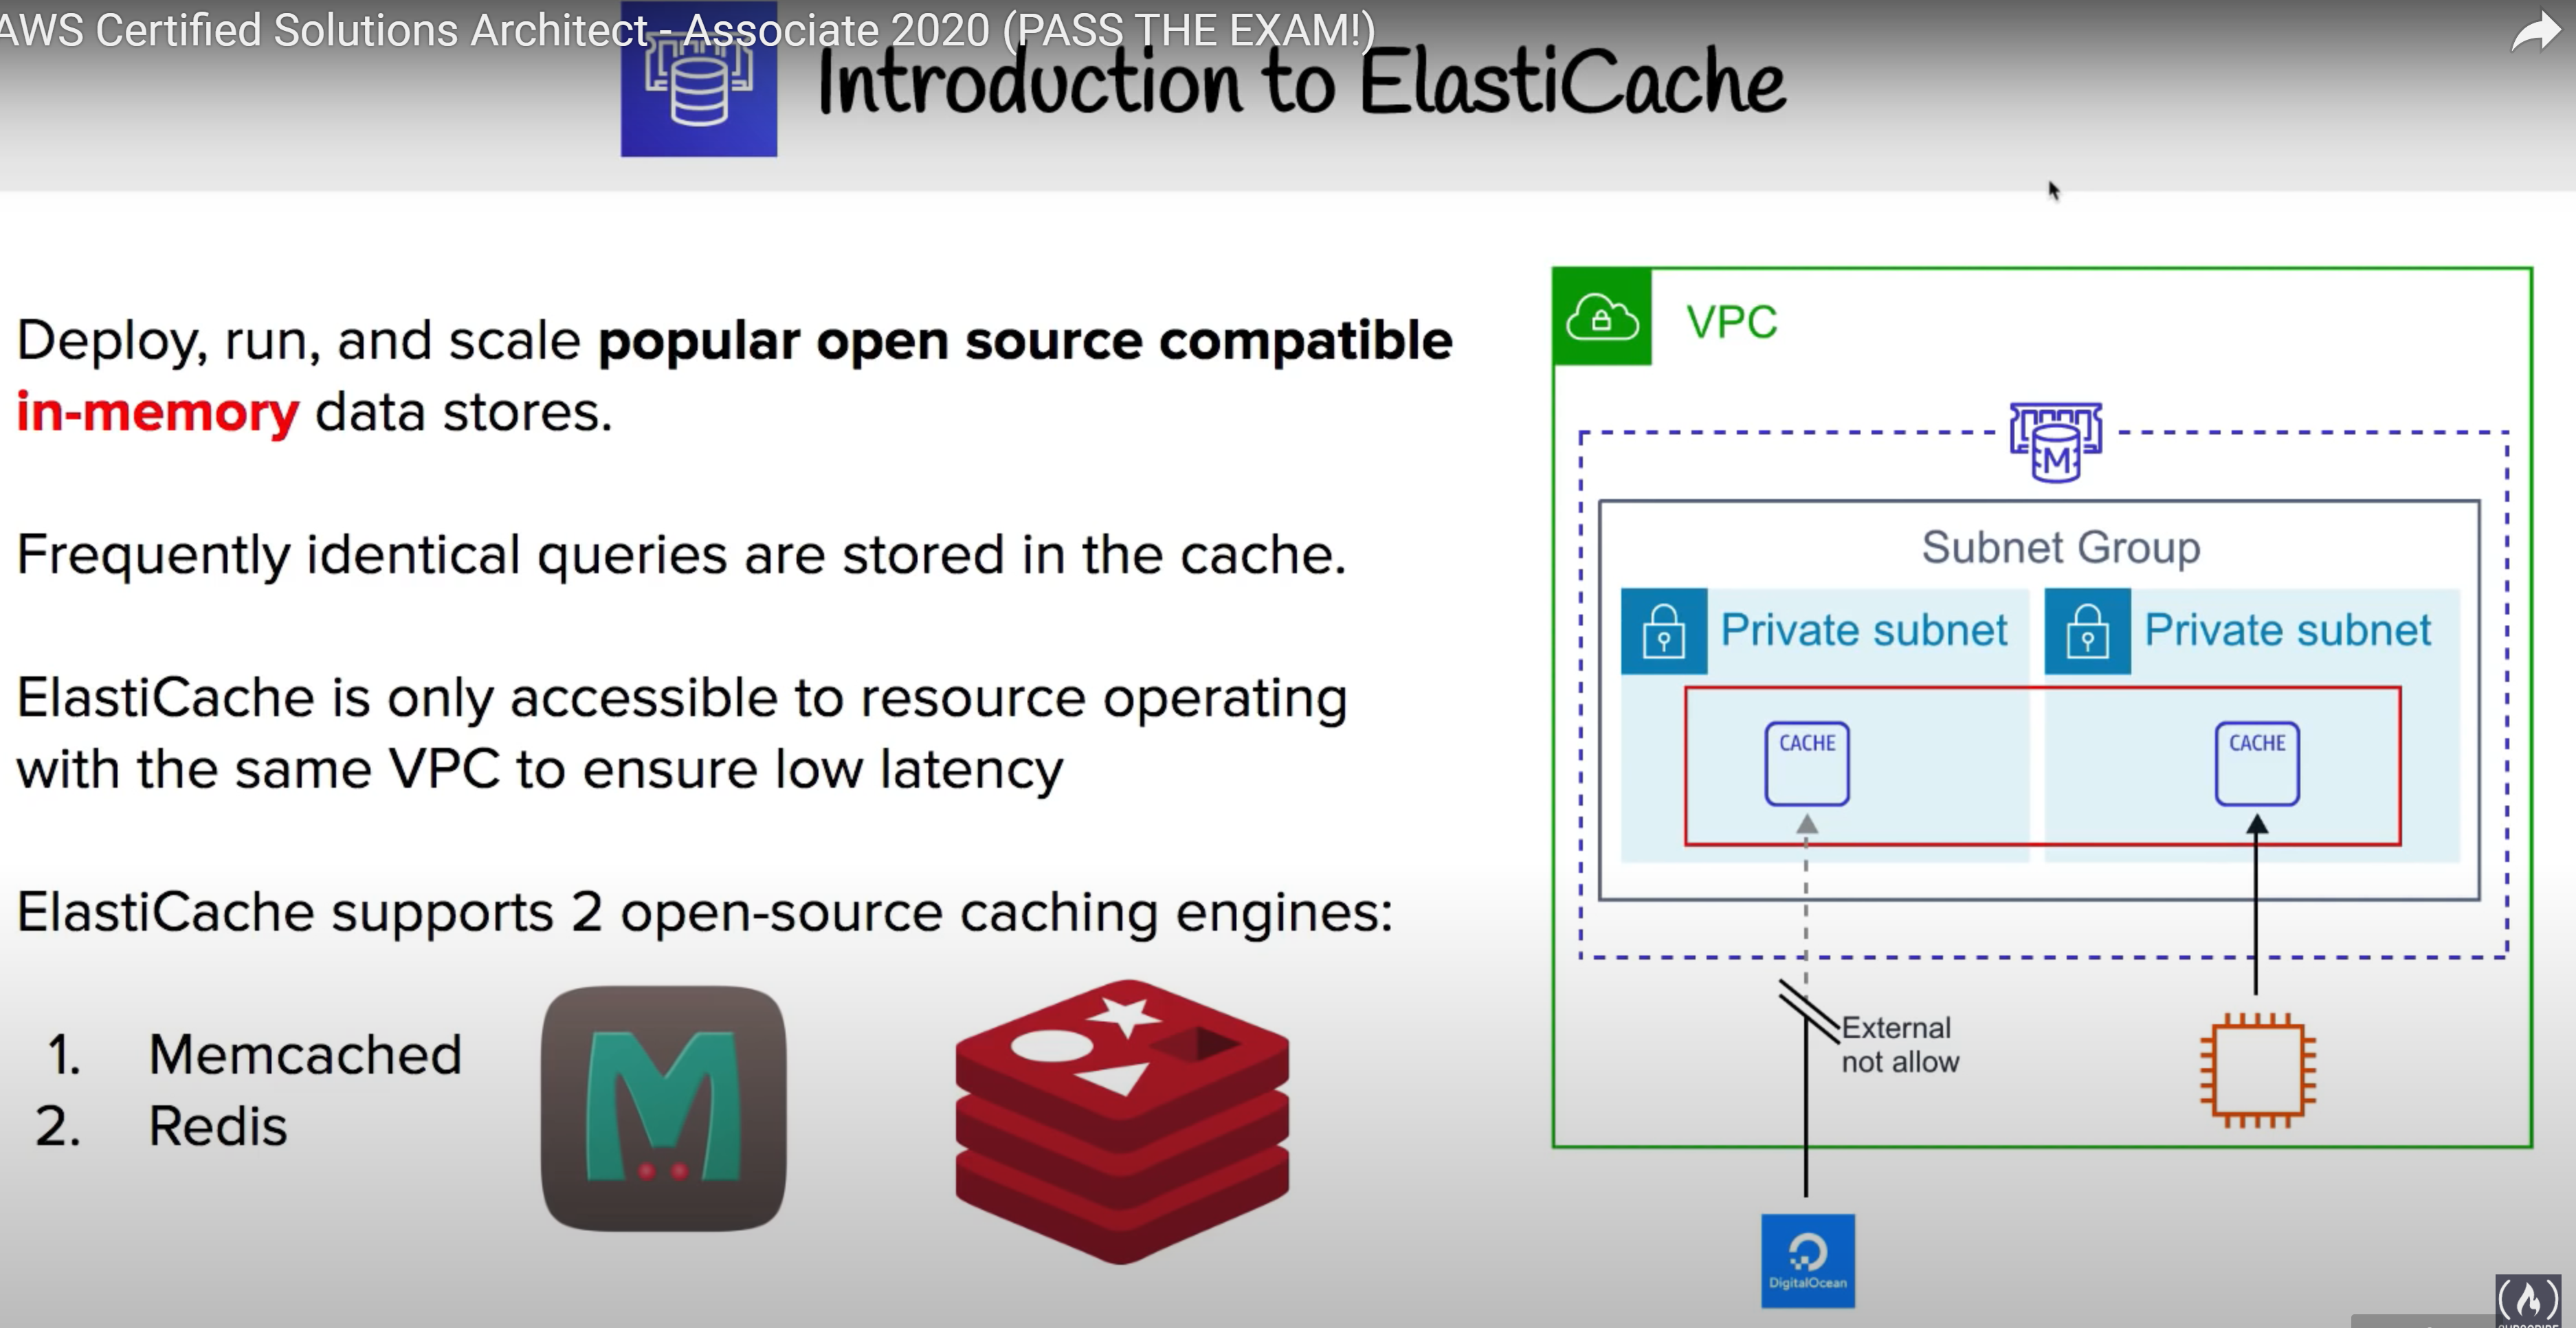 AWS Certified Solutions Architect - Associate 2020 (PASS THE EXAM!)
Introduction to ElastiCache
Deploy, run, and scale popular open source compatible
in-memory data stores.
Frequently identical queries are stored in the cache.
ElastiCache is only accessible to resource operating
with the same VPC to ensure low latency
ElastiCache supports 2 open-source caching engines:
1. Memcached
2. Redis
M
VPC
M
Subnet Group
Private subnet
Private subnet
CACHE
CACHE
External
not allow
DigitalOcean